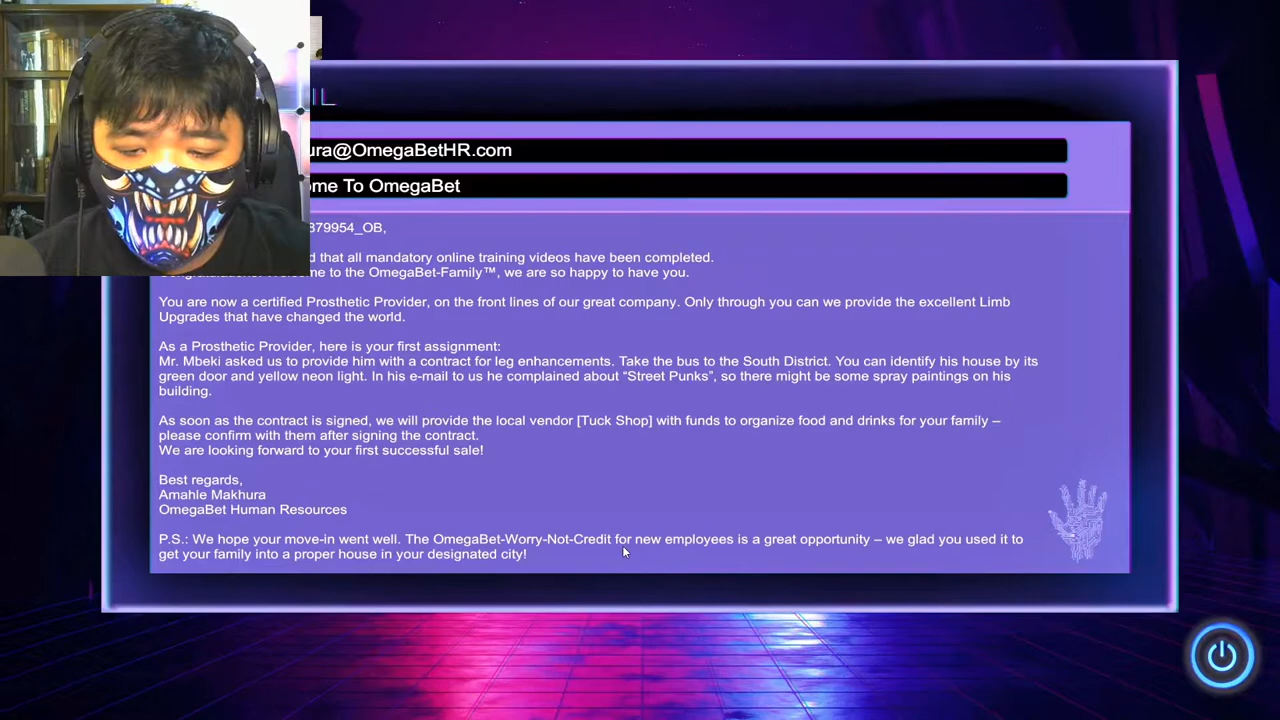 IL
ura@OmegaBetHR.com
ome To OmegaBet
379954_OB,
d that all mandatory online training videos have been completed.
me to the OmegaBet-Family™, we are so happy to have you.
You are now a certified Prosthetic Provider, on the front lines of our great company. Only through you can we provide the excellent Limb
Upgrades that have changed the world.
As a Prosthetic Provider, here is your first assignment:
Mr. Mbeki asked us to provide him with a contract for leg enhancements. Take the bus to the South District. You can identify his house by its
green door and yellow neon light. In his e-mail to us he complained about “Street Punks”, so there might be some spray paintings on his
building.
As soon as the contract is signed, we will provide the local vendor [Tuck Shop] with funds to organize food and drinks for your family –
please confirm with them after signing the contract.
We are looking forward to your first successful sale!
Best regards,
Amahle Makhura
OmegaBet Human Resources
P.S.: We hope your move-in went well. The OmegaBet-Worry-Not-Credit for new employees is a great opportunity – we glad you used it to
get your family into a proper house in your designated city!